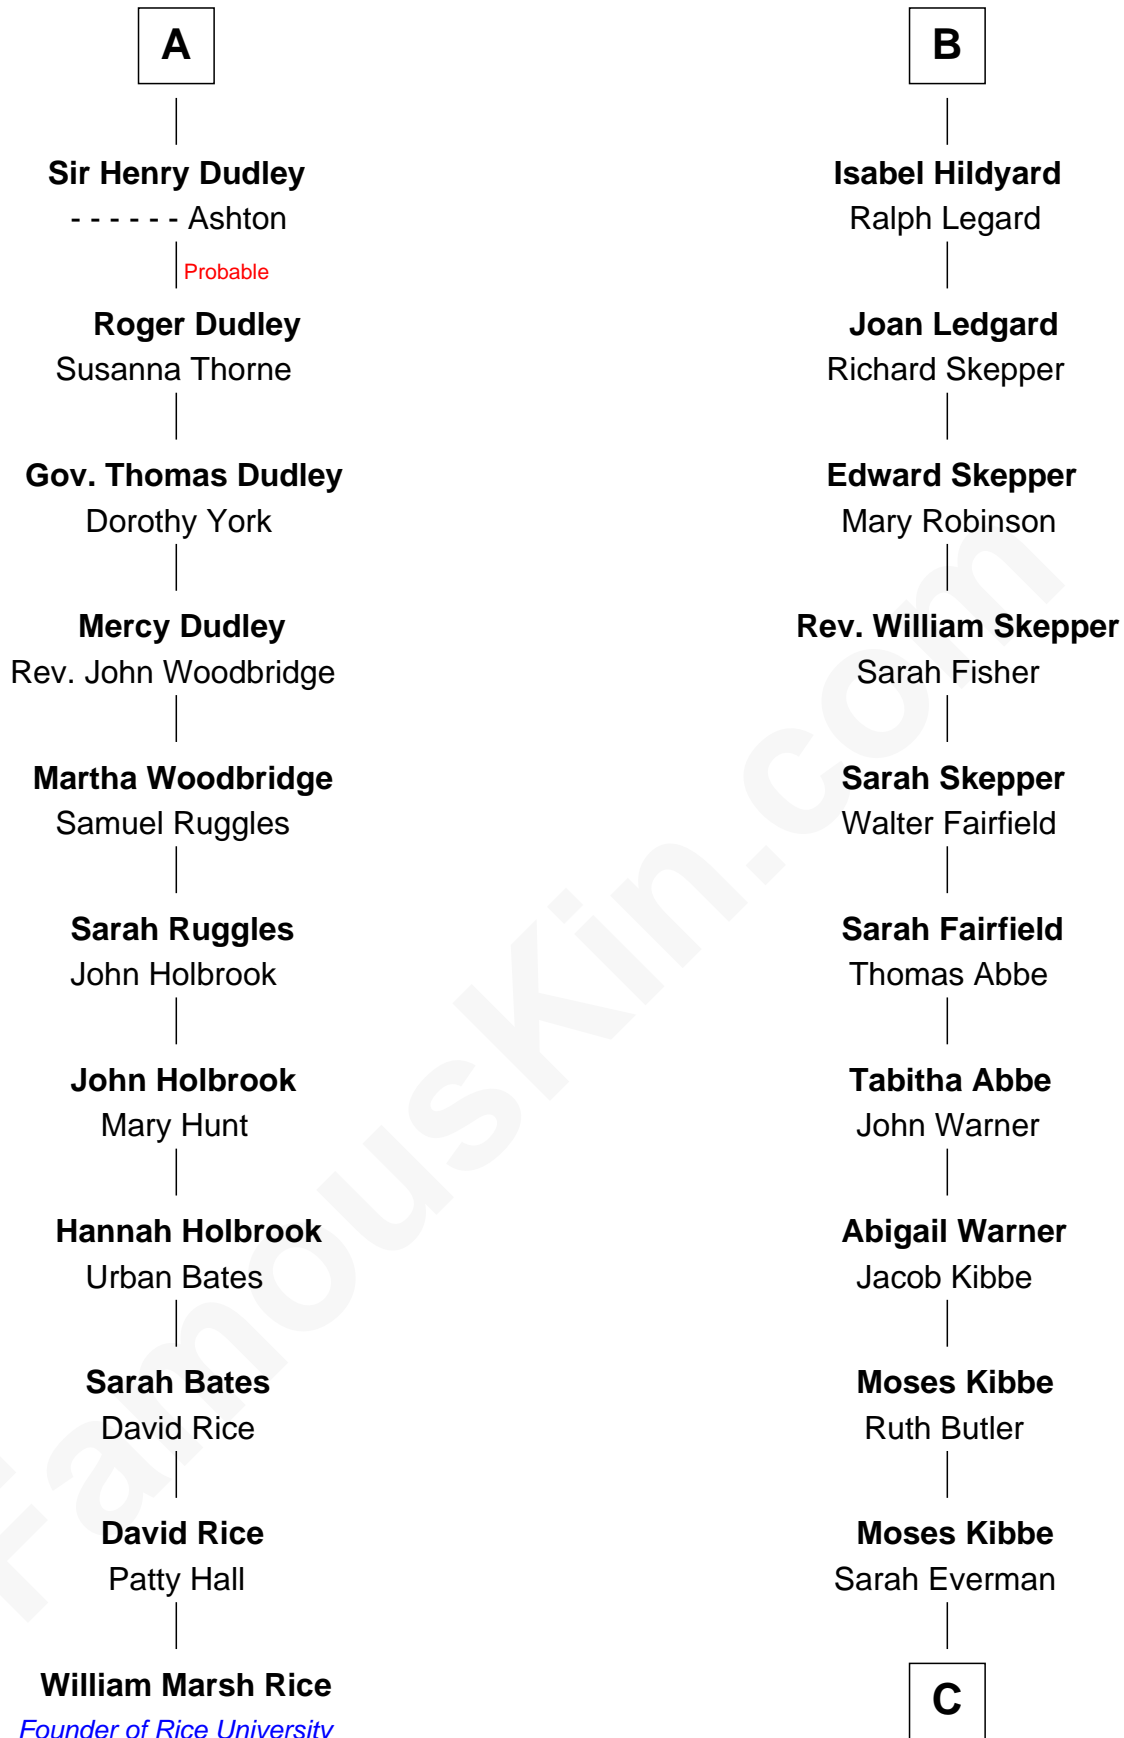 A
Sir Henry Dudley
- - - - - - Ashton
Probable
Roger Dudley
Susanna Thorne
Gov. Thomas Dudley
Dorothy York
Mercy Dudley
Rev. John Woodbridge
Martha Woodbridge
Samuel Ruggles
Sarah Ruggles
John Holbrook
John Holbrook
Mary Hunt
Hannah Holbrook
Urban Bates
Sarah Bates
David Rice
David Rice
Patty Hall
William Marsh Rice
Founder of Rice University
B
Isabel Hildyard
Ralph Legard
Joan Ledgard
Richard Skepper
Edward Skepper
Mary Robinson
Rev. William Skepper
Sarah Fisher
Sarah Skepper
Walter Fairfield
Sarah Fairfield
Thomas Abbe
Tabitha Abbe
John Warner
Abigail Warner
Jacob Kibbe
Moses Kibbe
Ruth Butler
Moses Kibbe
Sarah Everman
C
FamousKin.com